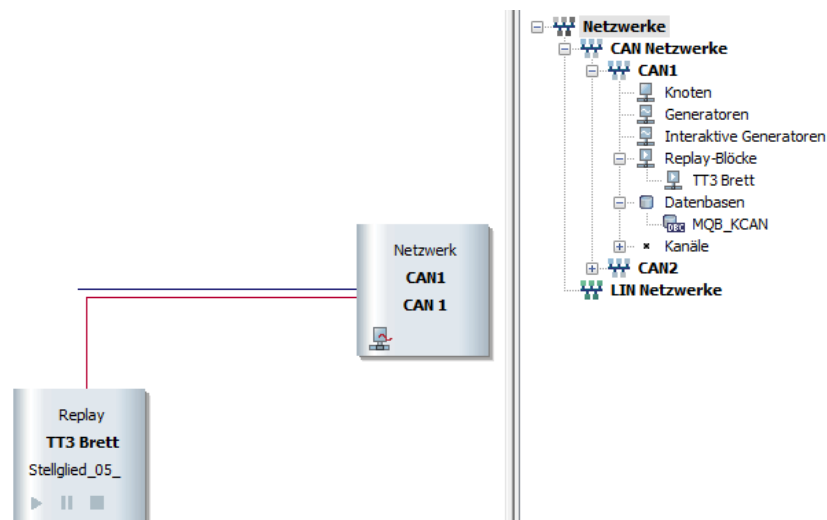 Netzwerk
CAN1
CAN 1
Replay
TT3 Brett
Stellglied_05_
Netzwerke
CAN Netzwerke
CAN1
Knoten
Generatoren
Interaktive Generatoren
Replay-Blöcke
TT3 Brett
Datenbasen
DBC MQB_KCAN
Kanäle
CAN2
LIN Netzwerke